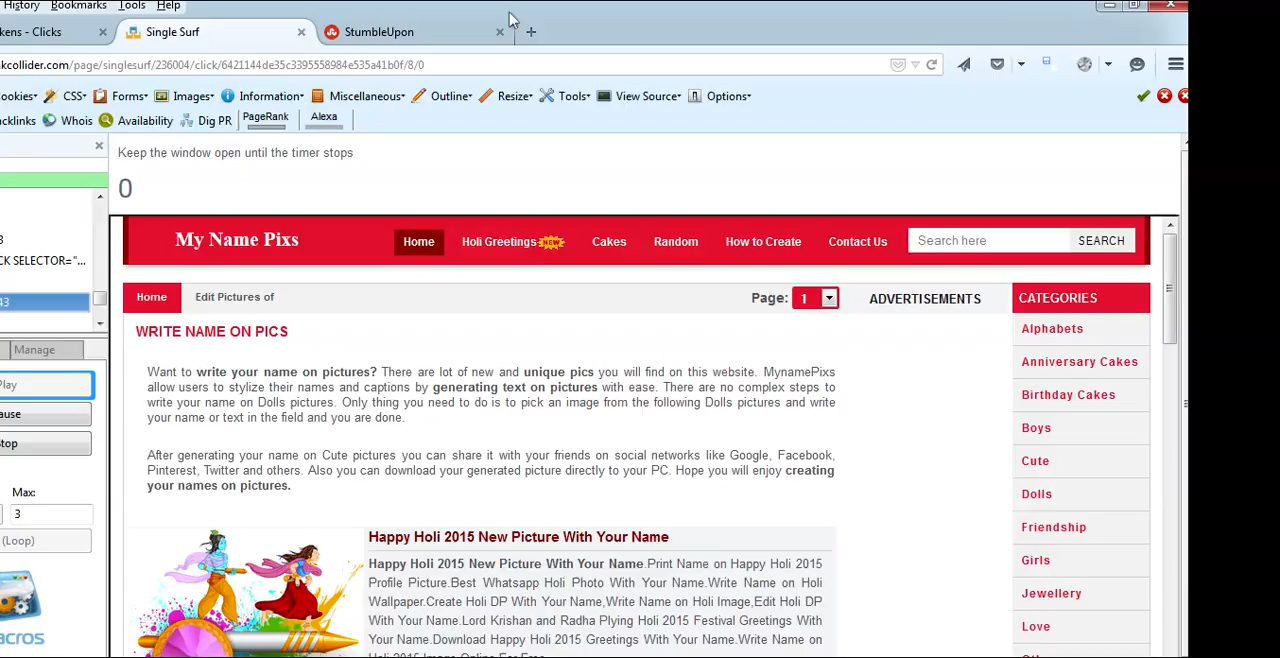 History Bookmarks Tools Help
kens - Clicks Single Surf StumbleUpon
akcollider.com/page/singlesurf/236004/click/6421144de35c3395558984e535a41b0f/8/0
ookies CSS Forms Images Information Miscellaneous Outline Resize Tools View Source Options
acklinks Whois Availability Dig PR PageRank Alexa
Keep the window open until the timer stops
0
3
CK SELECTOR="...
43
Manage
Play
ause
top
Max:
3
(Loop)
acros
My Name Pixs Home Holi Greetings NEW Cakes Random How to Create Contact Us Search here SEARCH
Home Edit Pictures of Page: 1 ADVERTISEMENTS CATEGORIES
WRITE NAME ON PICS
Want to write your name on pictures? There are lot of new and unique pics you will find on this website. MynamePixs
allow users to stylize their names and captions by generating text on pictures with ease. There are no complex steps to
write your name on Dolls pictures. Only thing you need to do is to pick an image from the following Dolls pictures and write
your name or text in the field and you are done.
After generating your name on Cute pictures you can share it with your friends on social networks like Google, Facebook,
Pinterest, Twitter and others. Also you can download your generated picture directly to your PC. Hope you will enjoy creating
your names on pictures.
Happy Holi 2015 New Picture With Your Name
Happy Holi 2015 New Picture With Your Name.Print Name on Happy Holi 2015
Profile Picture.Best Whatsapp Holi Photo With Your Name.Write Name on Holi
Wallpaper.Create Holi DP With Your Name,Write Name on Holi Image,Edit Holi DP
With Your Name.Lord Krishan and Radha Plying Holi 2015 Festival Greetings With
Your Name.Download Happy Holi 2015 Greetings With Your Name.Write Name on
Holi 2015 Image Online For Free
Alphabets
Anniversary Cakes
Birthday Cakes
Boys
Cute
Dolls
Friendship
Girls
Jewellery
Love